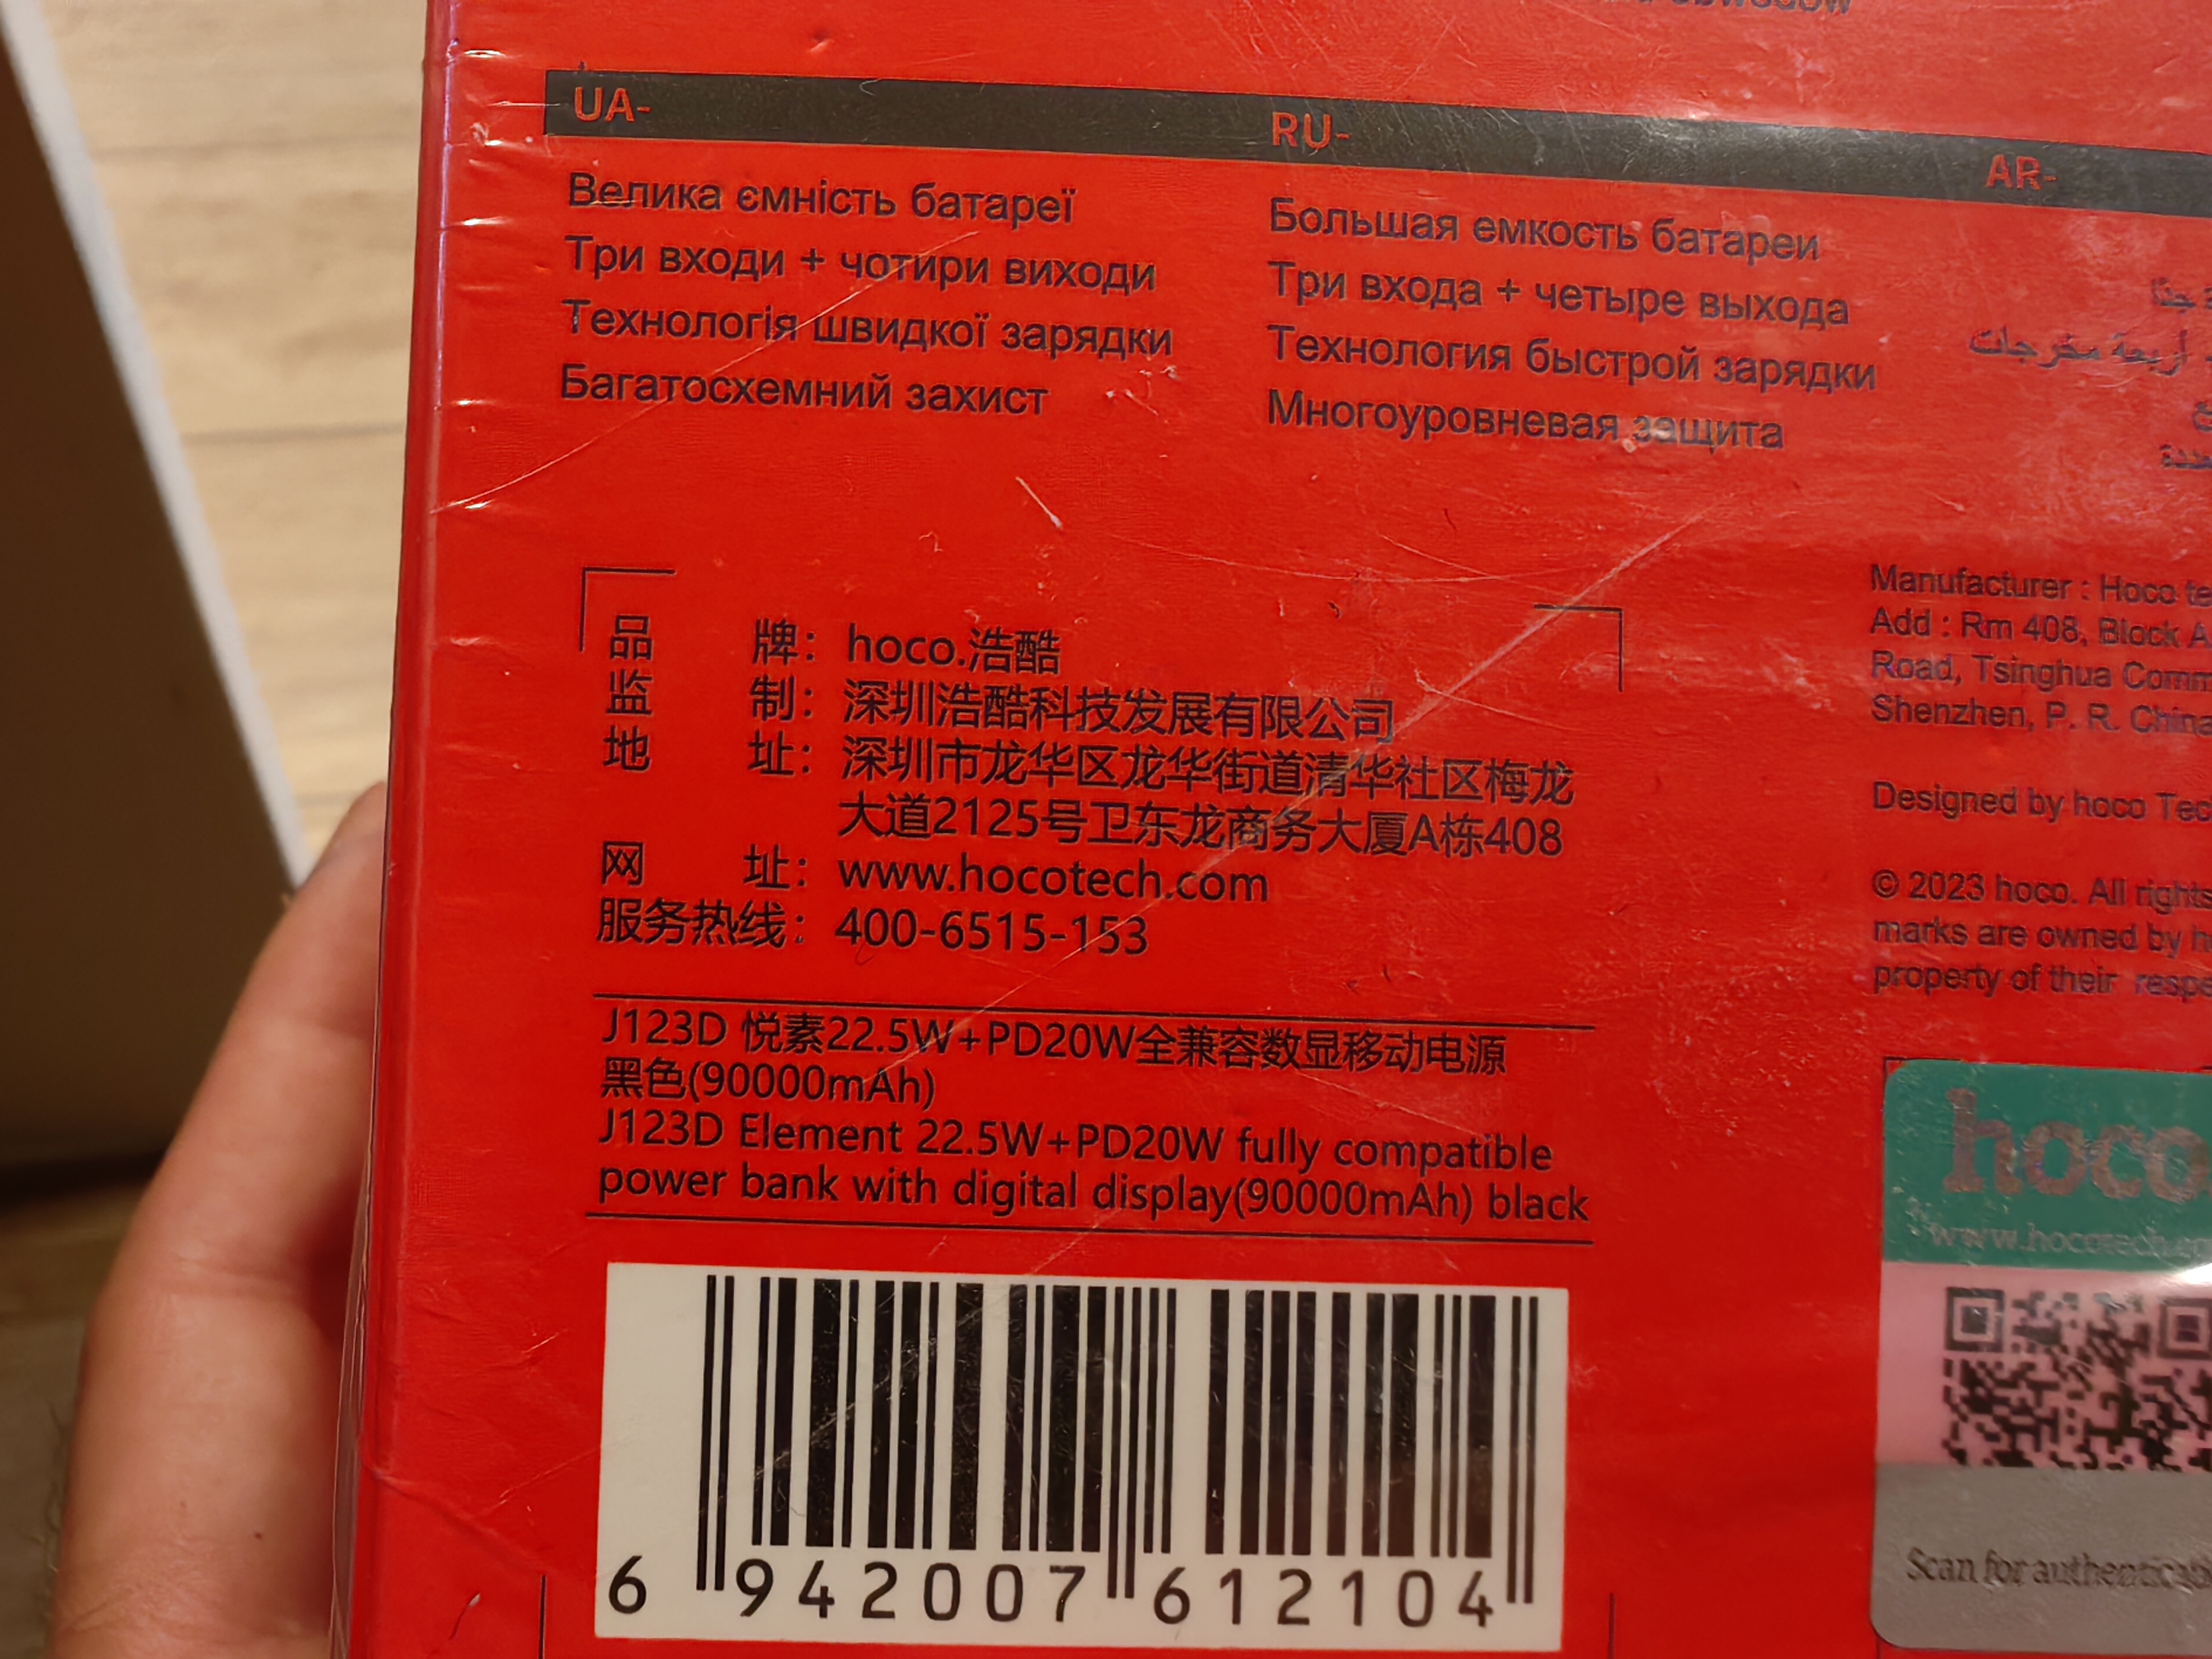 UA-
Велика ємність батареї
Три входи + чотири виходи
Технологія швидкої зарядки
Багатосхемний захист
RU-
Большая емкость батареи
Три входа + четыре выхода
Технология быстрой зарядки
Многоуровневая защита
AR-
أربعة مخرجات
品 牌: hoco.浩酷
监 制: 深圳浩酷科技发展有限公司
地 址: 深圳市龙华区龙华街道清华社区梅龙
大道2125号卫东龙商务大厦A栋408
网 址: www.hocotech.com
服务热线: 400-6515-153
J123D 悦素22.5W+PD20W全兼容数显移动电源
黑色(90000mAh)
J123D Element 22.5W+PD20W fully compatible
power bank with digital display(90000mAh) black
6 942007 612104
Manufacturer : Hoco
Add : Rm 408, Block A
Road, Tsinghua
Shenzhen, P. R.
Designed by hoco
© 2023 hoco. All rights
marks are owned by
property of their
hoco
www.hocotech
Scan for